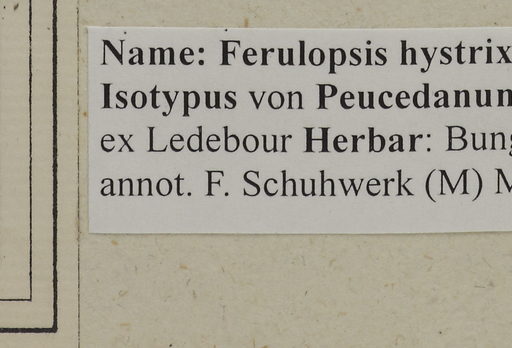 Name: Ferulopsis hystrix
Isotypus von Peucedanum
ex Ledebour Herbar: Bung
annot. F. Schuhwerk (M) M